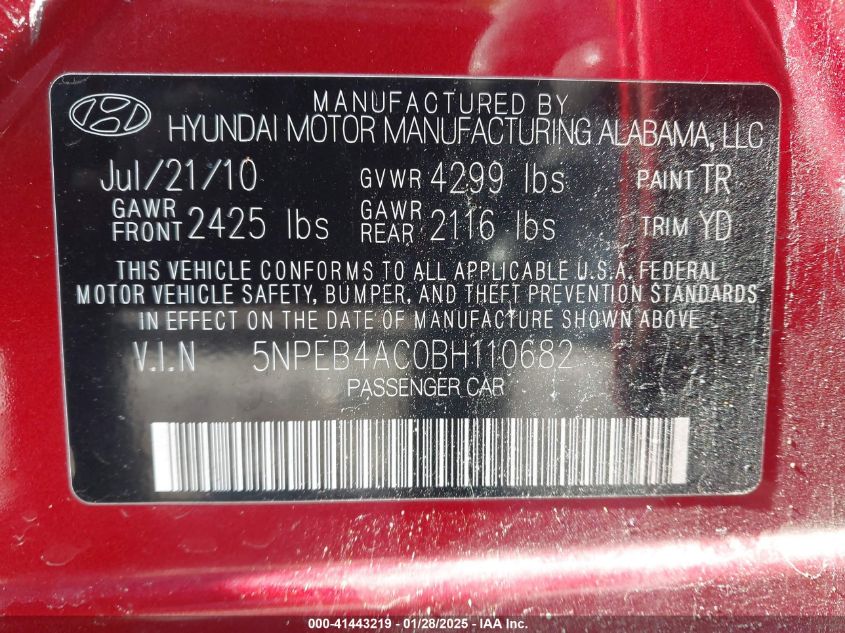 MANUFACTURED BY
HYUNDAI MOTOR MANUFACTURING ALABAMA, LLC
Jul/21/10 GVWR 4299 lbs PAINT TR
GAWR FRONT 2425 lbs GAWR REAR 2116 lbs TRIM YD
THIS VEHICLE CONFORMS TO ALL APPLICABLE U.S.A. FEDERAL
MOTOR VEHICLE SAFETY, BUMPER, AND THEFT PREVENTION STANDARDS
IN EFFECT ON THE DATE OF MANUFACTURE SHOWN ABOVE.
V.I.N 5NPEB4AC0BH110682
PASSENGER CAR
000-41443219 - 01/28/2025 - IAA Inc.